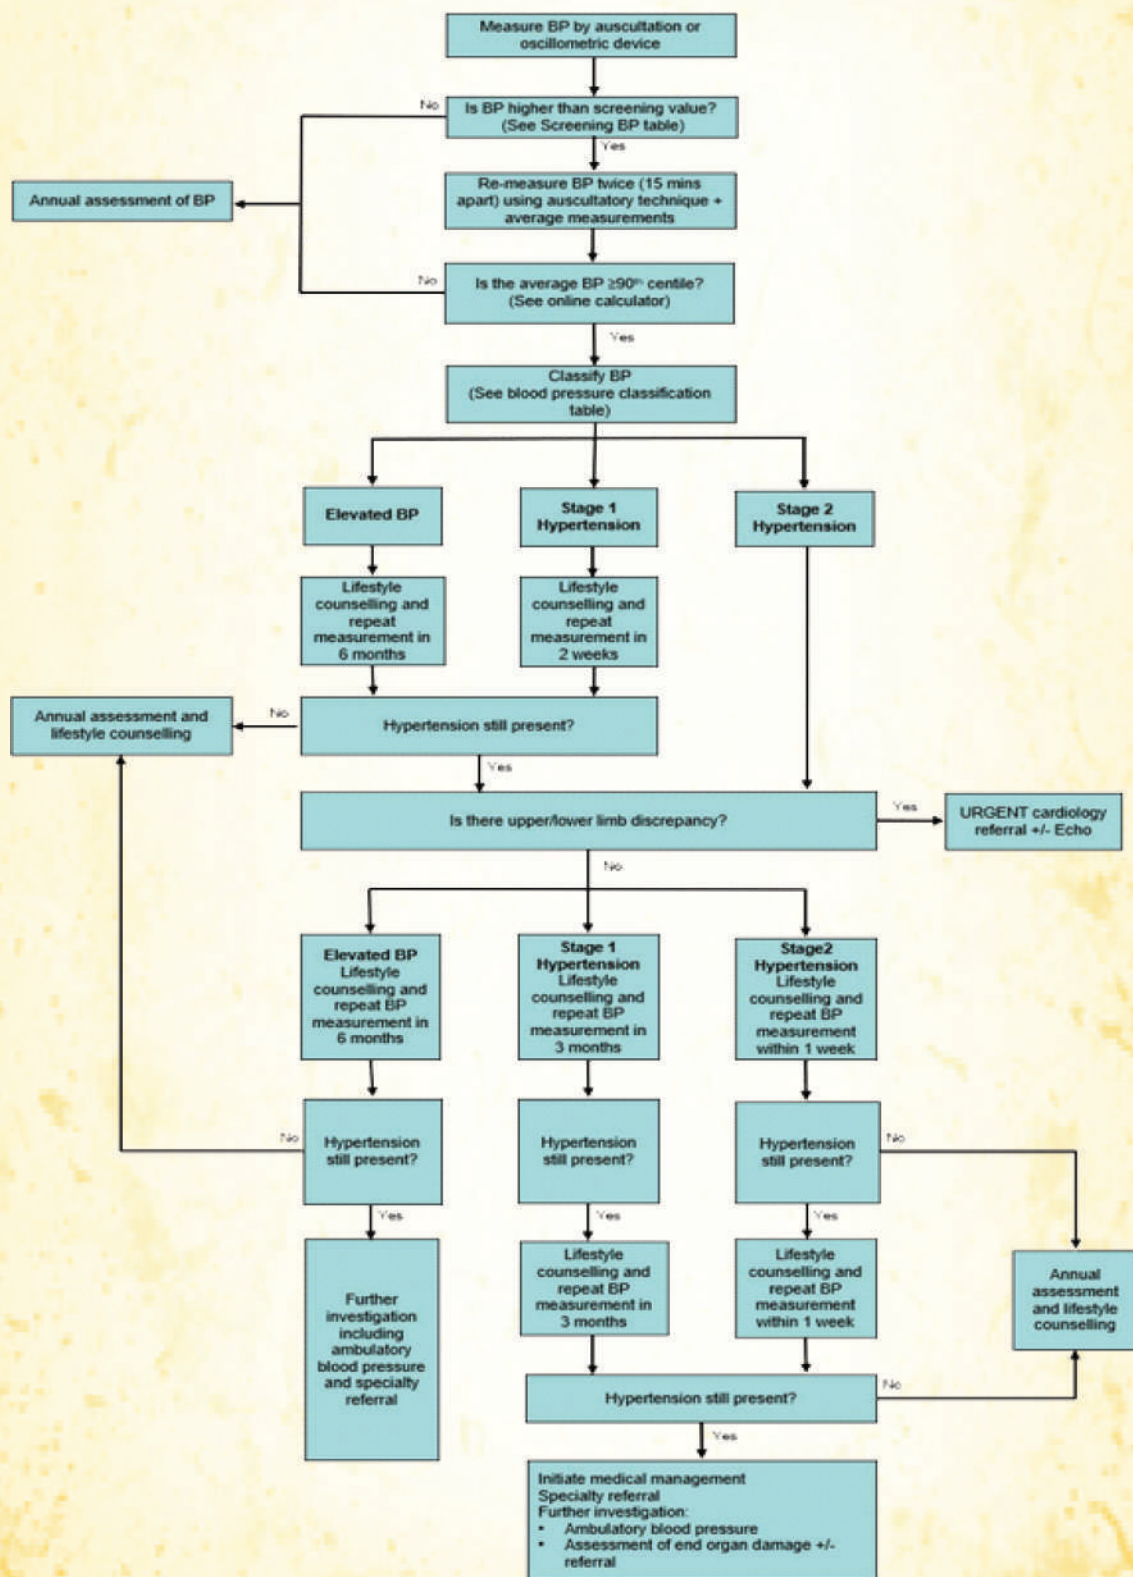 Measure BP by auscultation or
oscillometric device
No
Is BP higher than screening value?
(See Screening BP table)
Yes
Annual assessment of BP
Re-measure BP twice (15 mins
apart) using auscultatory technique +
average measurements
No
Is the average BP ≥90th centile?
(See online calculator)
Yes
Classify BP
(See blood pressure classification
table)
Elevated BP
Stage 1
Hypertension
Stage 2
Hypertension
Lifestyle
counselling and
repeat
measurement in
6 months
Lifestyle
counselling and
repeat
measurement in
2 weeks
Annual assessment and
lifestyle counselling
No
Hypertension still present?
Yes
Is there upper/lower limb discrepancy?
Yes
URGENT cardiology
referral +/- Echo
No
Elevated BP
Lifestyle
counselling and
repeat BP
measurement in
6 months
Stage 1
Hypertension
Lifestyle
counselling and
repeat BP
measurement in
3 months
Stage2
Hypertension
Lifestyle
counselling and
repeat BP
measurement
within 1 week
No
Hypertension
still present?
Hypertension
still present?
Hypertension
still present?
No
Yes
Yes
Yes
Further
investigation
including
ambulatory
blood pressure
and specialty
referral
Lifestyle
counselling and
repeat BP
measurement in
3 months
Lifestyle
counselling and
repeat BP
measurement
within 1 week
Annual
assessment
and lifestyle
counselling
Hypertension still present?
No
Yes
Initiate medical management
Specialty referral
Further investigation:
▪ Ambulatory blood pressure
▪ Assessment of end organ damage +/-
referral